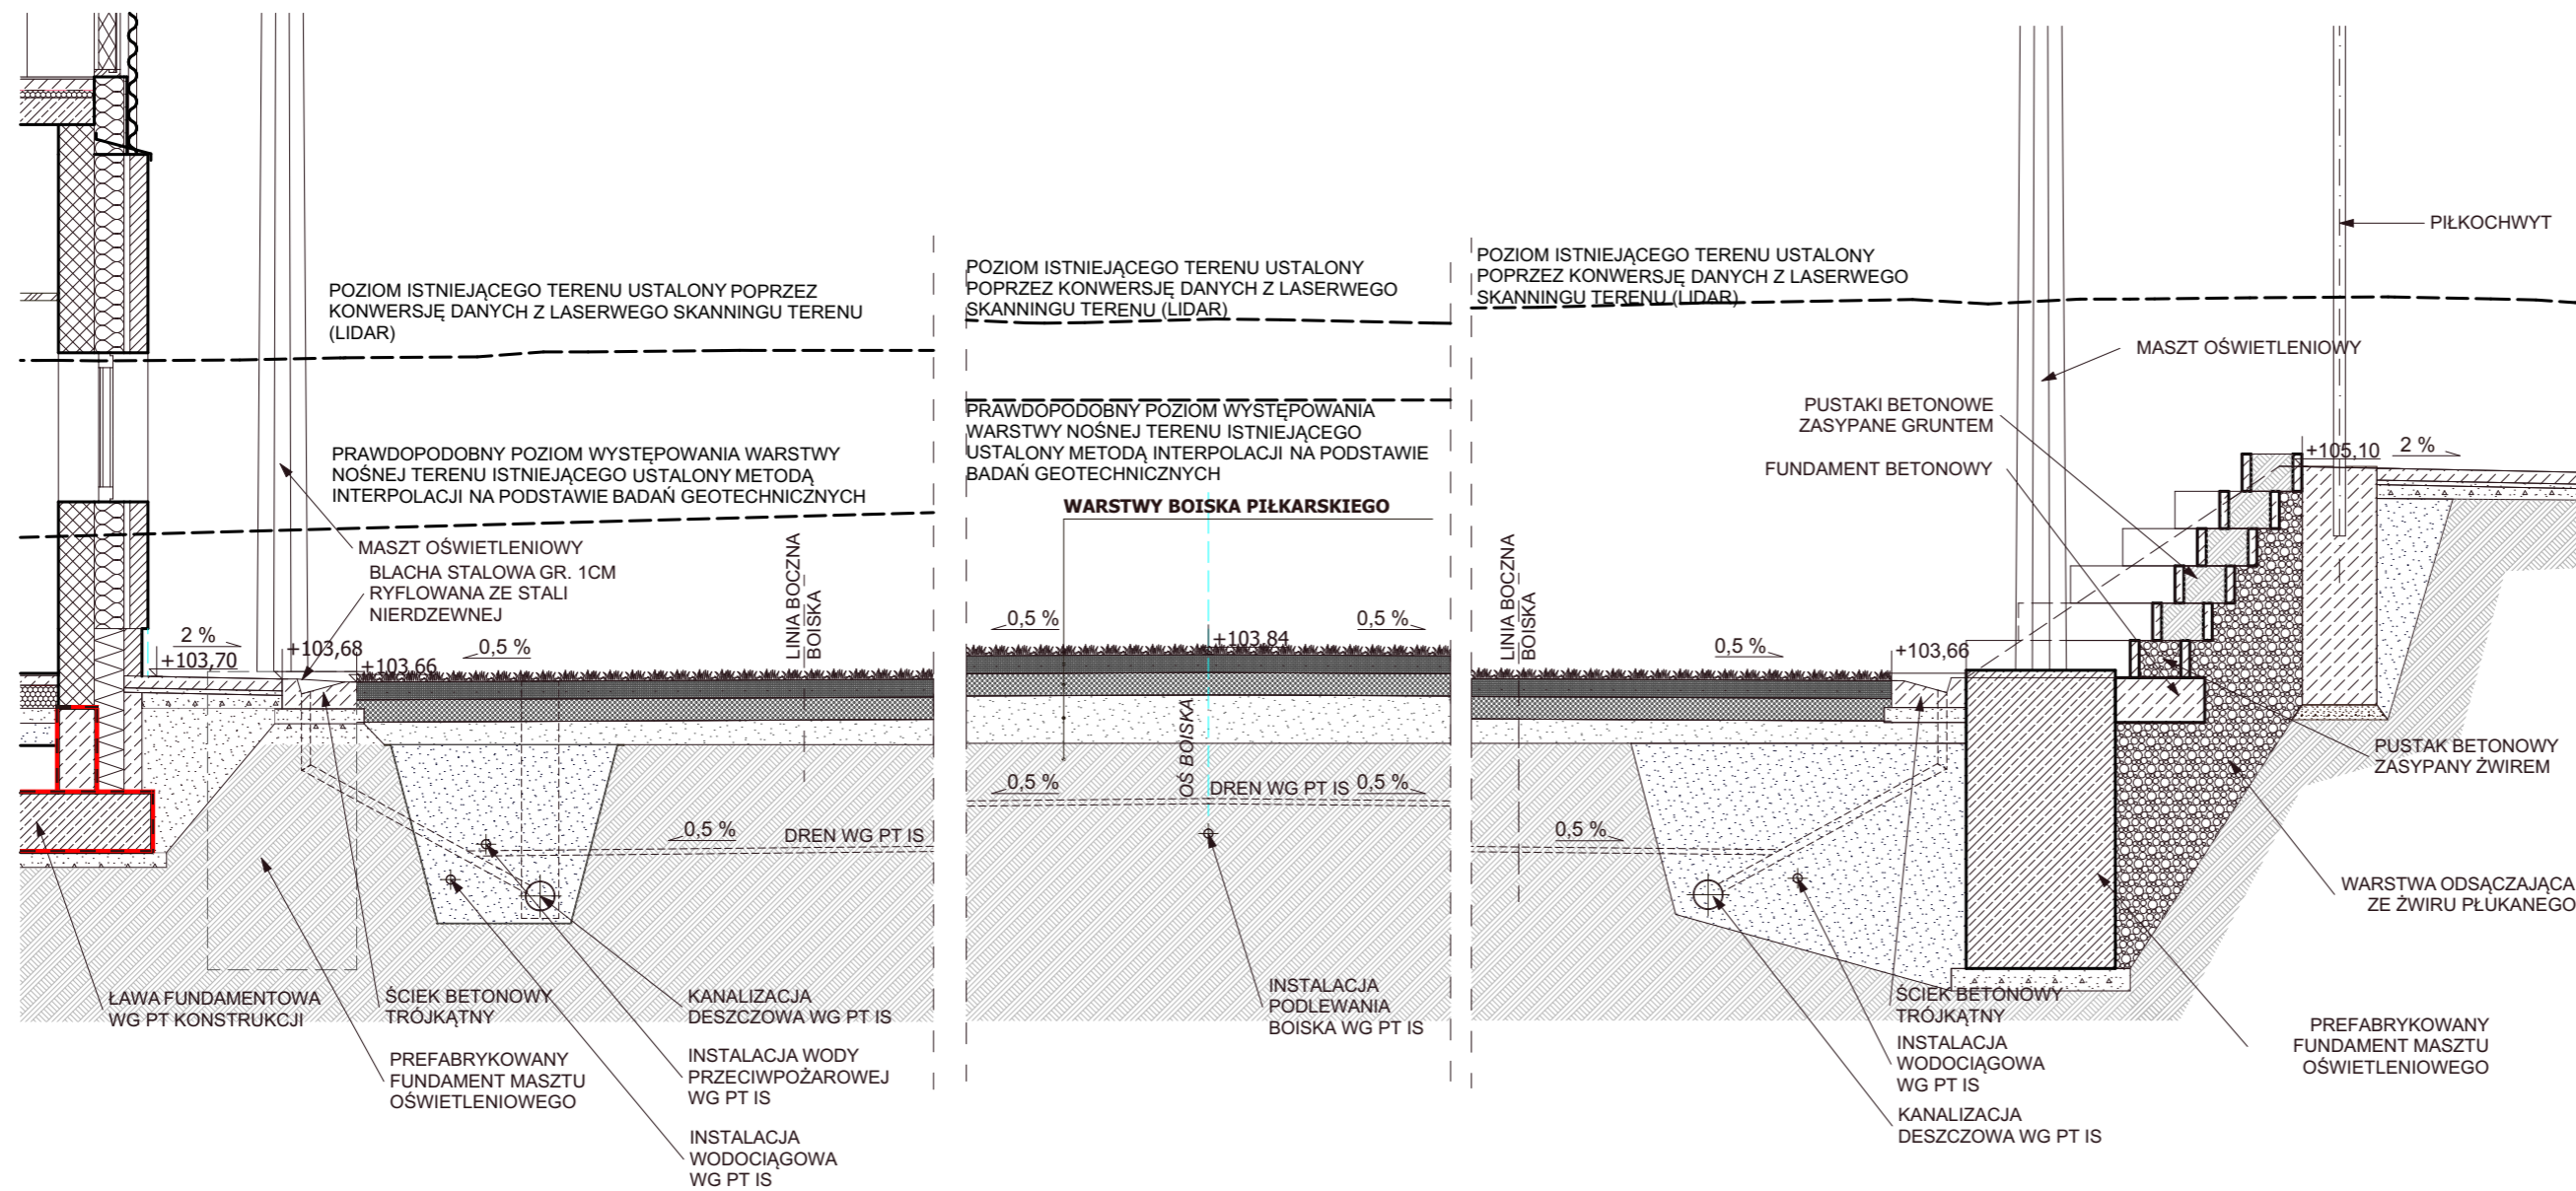 POZIOM ISTNIEJĄCEGO TERENU USTALONY POPRZEZ
KONWERSJĘ DANYCH Z LASERWEGO SKANNINGU TERENU
(LIDAR)
PRAWDOPODOBNY POZIOM WYSTĘPOWANIA WARSTWY
NOŚNEJ TERENU ISTNIEJĄCEGO USTALONY METODĄ
INTERPOLACJI NA PODSTAWIE BADAŃ GEOTECHNICZNYCH
MASZT OŚWIETLENIOWY
BLACHA STALOWA GR. 1CM
RYFLOWANA ZE STALI
NIERDZEWNEJ
2 %
+103,70
+103,68
+103,66
0,5 %
LINIA BOCZNA
BOISKA
0,5 %
DREN WG PT IS
ŁAWA FUNDAMENTOWA
WG PT KONSTRUKCJI
ŚCIEK BETONOWY
TRÓJKĄTNY
PREFABRYKOWANY
FUNDAMENT MASZTU
OŚWIETLENIOWEGO
KANALIZACJA
DESZCZOWA WG PT IS
INSTALACJA WODY
PRZECIWPOŻAROWEJ
WG PT IS
INSTALACJA
WODOCIĄGOWA
WG PT IS
POZIOM ISTNIEJĄCEGO TERENU USTALONY
POPRZEZ KONWERSJĘ DANYCH Z LASERWEGO
SKANNINGU TERENU (LIDAR)
PRAWDOPODOBNY POZIOM WYSTĘPOWANIA
WARSTWY NOŚNEJ TERENU ISTNIEJĄCEGO
USTALONY METODĄ INTERPOLACJI NA PODSTAWIE
BADAŃ GEOTECHNICZNYCH
WARSTWY BOISKA PIŁKARSKIEGO
0,5 %
+103,84
0,5 %
OŚ BOISKA
0,5 %
DREN WG PT IS
0,5 %
INSTALACJA
PODLEWANIA
BOISKA WG PT IS
POZIOM ISTNIEJĄCEGO TERENU USTALONY
POPRZEZ KONWERSJĘ DANYCH Z LASERWEGO
SKANNINGU TERENU (LIDAR)
PIŁKOCHWYT
MASZT OŚWIETLENIOWY
PUSTAKI BETONOWE
ZASYPANE GRUNTEM
FUNDAMENT BETONOWY
+105,10
2 %
LINIA BOCZNA
BOISKA
0,5 %
+103,66
0,5 %
PUSTAK BETONOWY
ZASYPANY ŻWIREM
WARSTWA ODSĄCZAJĄCA
ZE ŻWIRU PŁUKANEGO
ŚCIEK BETONOWY
TRÓJKĄTNY
INSTALACJA
WODOCIĄGOWA
WG PT IS
KANALIZACJA
DESZCZOWA WG PT IS
PREFABRYKOWANY
FUNDAMENT MASZTU
OŚWIETLENIOWEGO